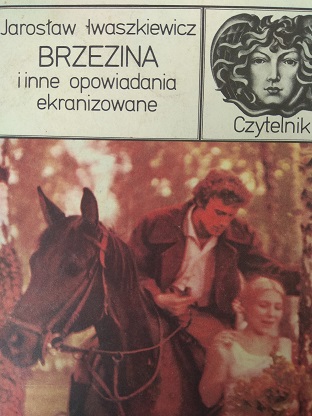 Jarosław Iwaszkiewicz
BRZEZINA
i inne opowiadania
ekranizowane
Czytelnik